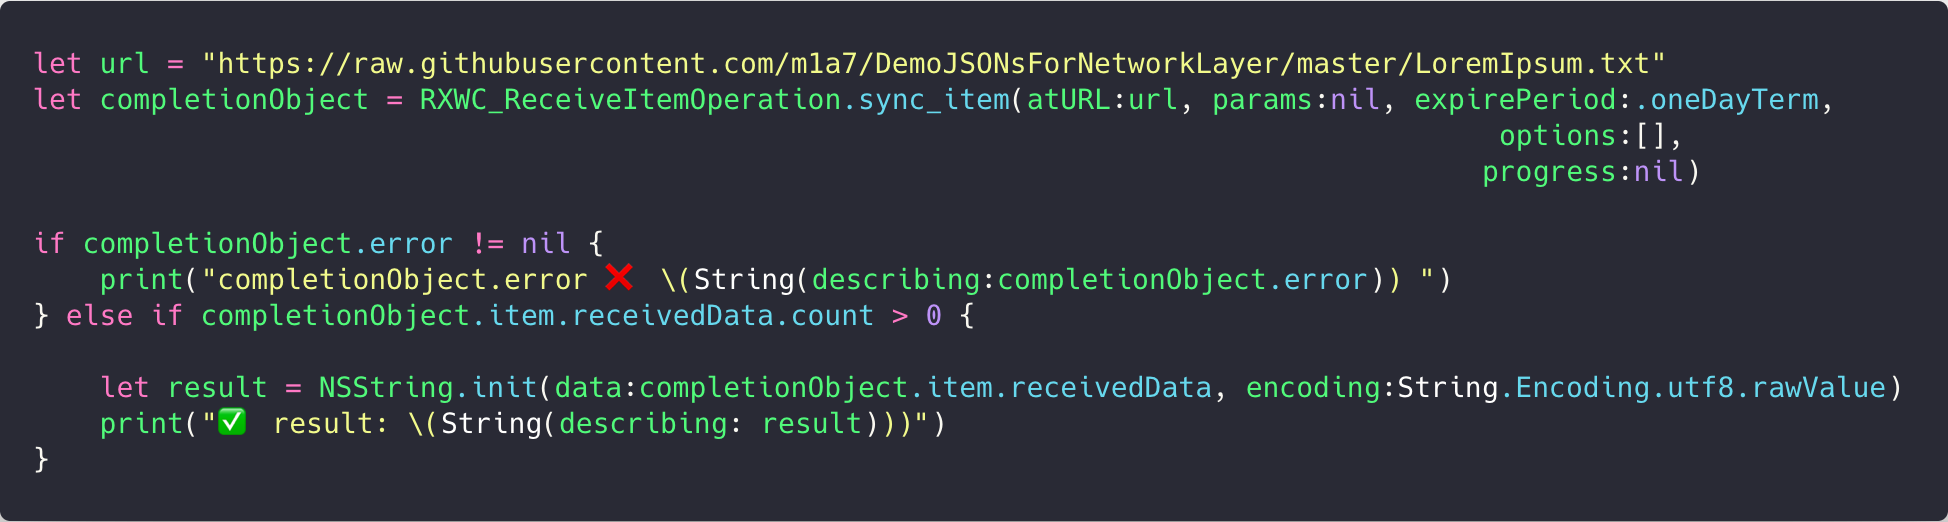 let url = "https://raw.githubusercontent.com/m1a7/DemoJSONsForNetworkLayer/master/LoremIpsum.txt"
let completionObject = RXWC_ReceiveItemOperation.sync_item(atURL:url, params:nil, expirePeriod:.oneDayTerm,
options:[],
progress:nil)
if completionObject.error != nil {
print("completionObject.error ❌ \(String(describing:completionObject.error)) ")
} else if completionObject.item.receivedData.count > 0 {
let result = NSString.init(data:completionObject.item.receivedData, encoding:String.Encoding.utf8.rawValue)
print("✅ result: \(String(describing: result)))")
}